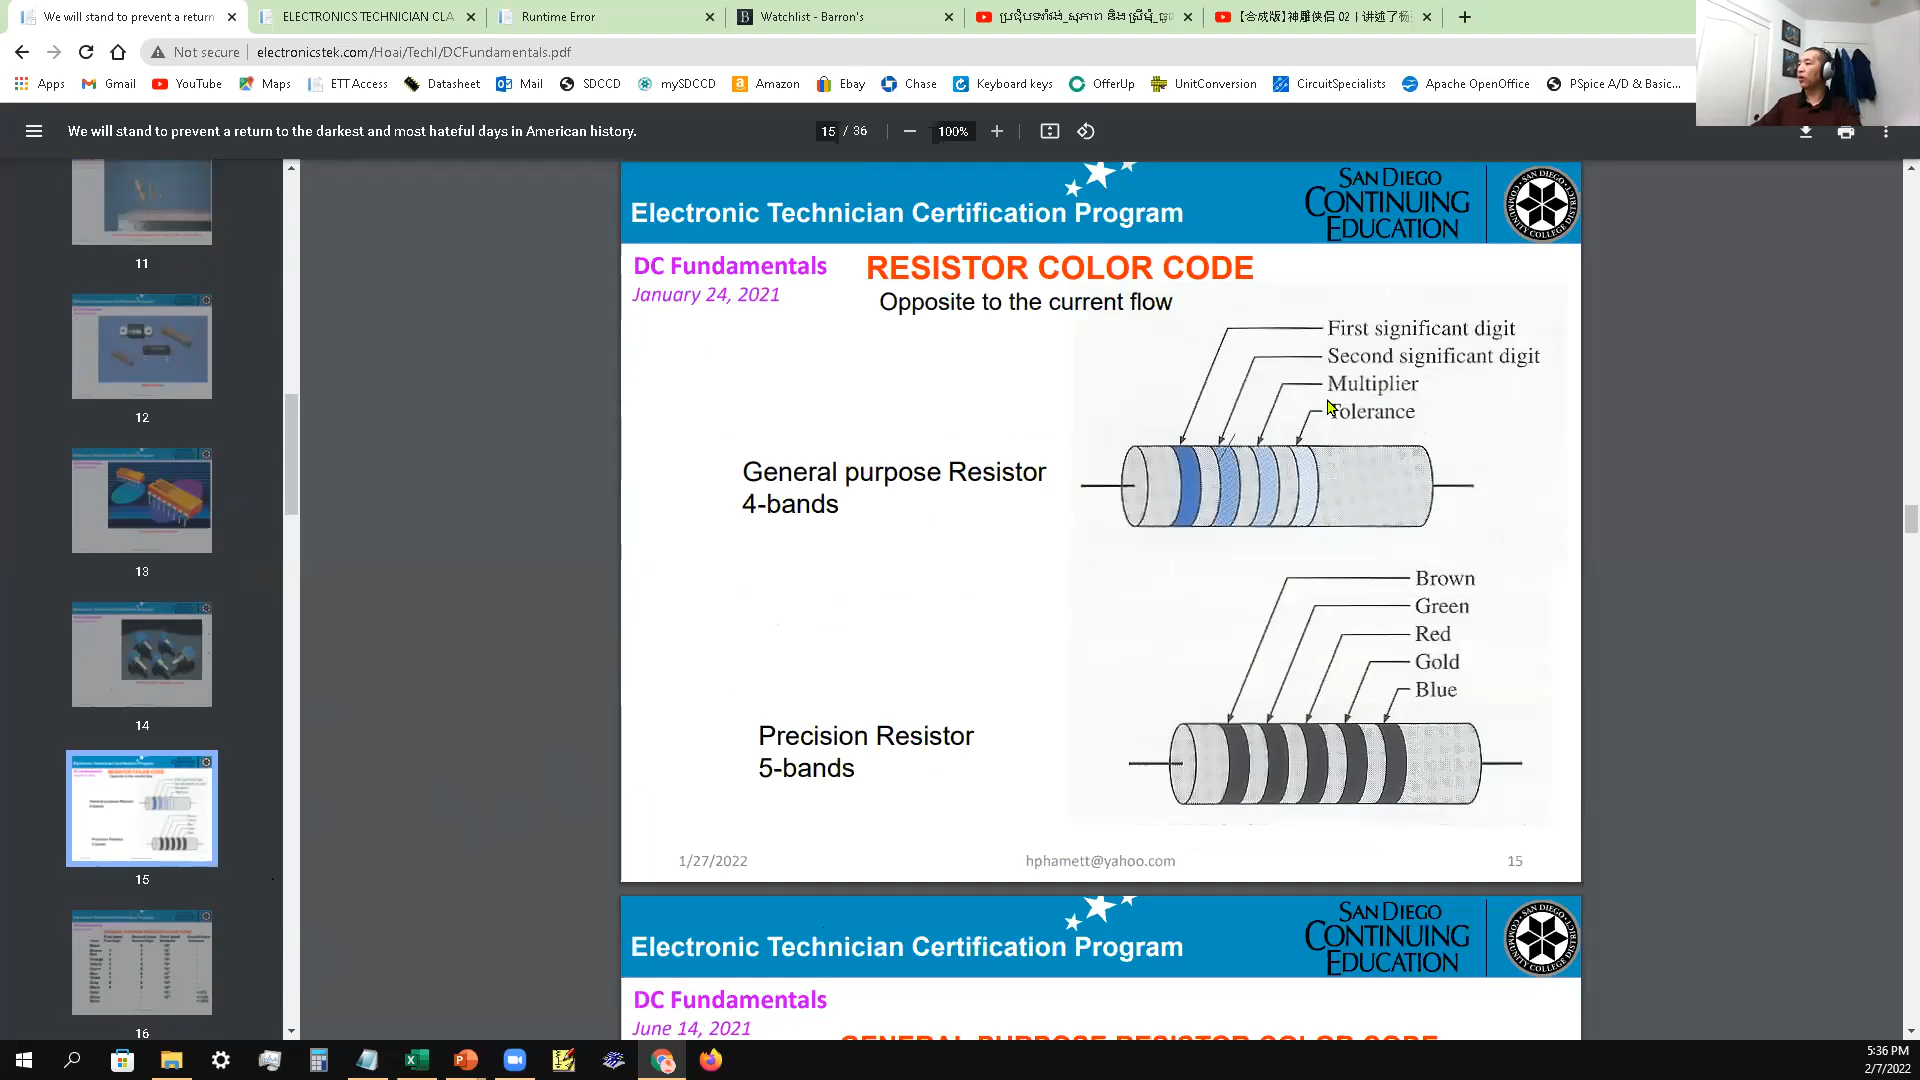 We will stand to prevent a return
ELECTRONICS TECHNICIAN CLA
Runtime Error
Watchlist - Barron's
Not secure
electronicstek.com/Hoai/TechI/DCFundamentals.pdf
Apps
Gmail
YouTube
Maps
ETT Access
Datasheet
Mail
SDCCD
mySDCCD
Amazon
Ebay
Chase
Keyboard keys
OfferUp
UnitConversion
CircuitSpecialists
Apache OpenOffice
PSpice A/D & Basic...
We will stand to prevent a return to the darkest and most hateful days in American history.
15 / 36
100%
11
12
13
14
15
16
SAN DIEGO
CONTINUING
EDUCATION
Electronic Technician Certification Program
DC Fundamentals
January 24, 2021
RESISTOR COLOR CODE
Opposite to the current flow
First significant digit
Second significant digit
Multiplier
Tolerance
General purpose Resistor
4-bands
Brown
Green
Red
Gold
Blue
Precision Resistor
5-bands
1/27/2022
hphamett@yahoo.com
15
SAN DIEGO
CONTINUING
EDUCATION
Electronic Technician Certification Program
DC Fundamentals
June 14, 2021
GENERAL PURPOSE RESISTOR COLOR CODE
5:36 PM
2/7/2022